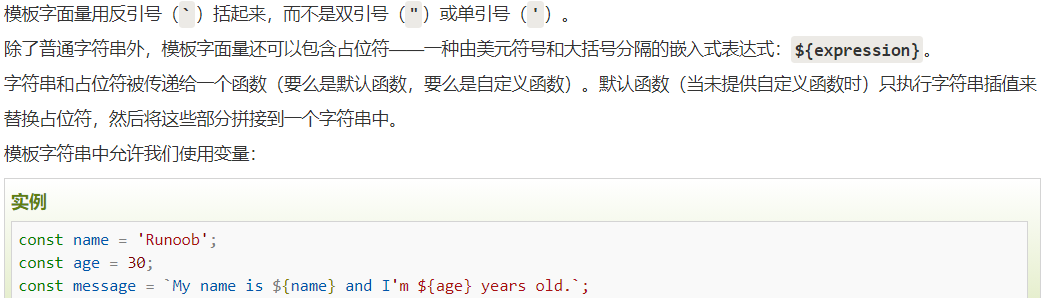 模板字面量用反引号（`）括起来，而不是双引号（"）或单引号（'）。
除了普通字符串外，模板字面量还可以包含占位符——一种由美元符号和大括号分隔的嵌入式表达式：${expression}。
字符串和占位符被传递给一个函数（要么是默认函数，要么是自定义函数）。默认函数（当未提供自定义函数时）只执行字符串插值来
替换占位符，然后将这些部分拼接到一个字符串中。
模板字符串中允许我们使用变量：
实例
const name = 'Runoob';
const age = 30;
const message = `My name is ${name} and I'm ${age} years old.`;